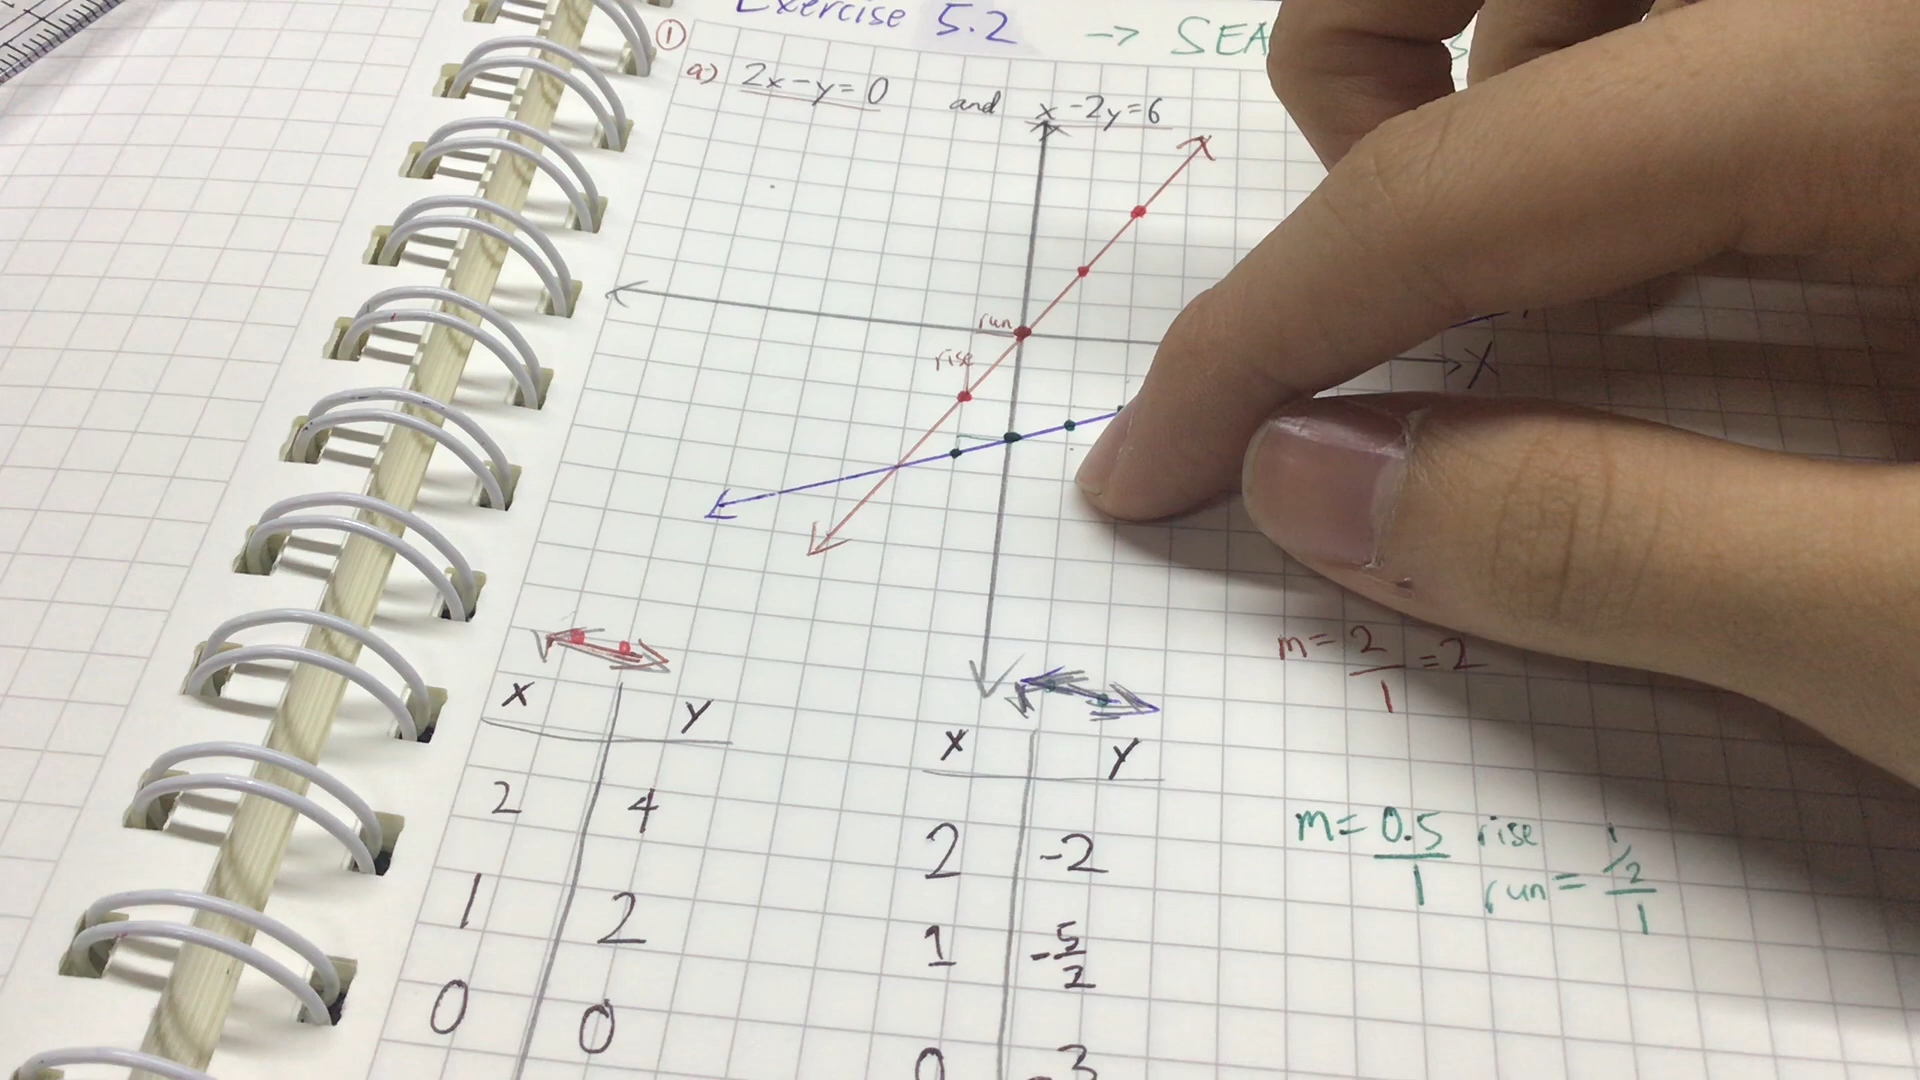 Exercise 5.2 → SEA
①
a) 2x-y=0 and x-2y=6
y
run
rise
x
m=2/1=2
x y
2 4
1 2
0 0
x y
2 -2
1 -5/2
0 -3
m=0.5/1 rise/run = 1/2/1